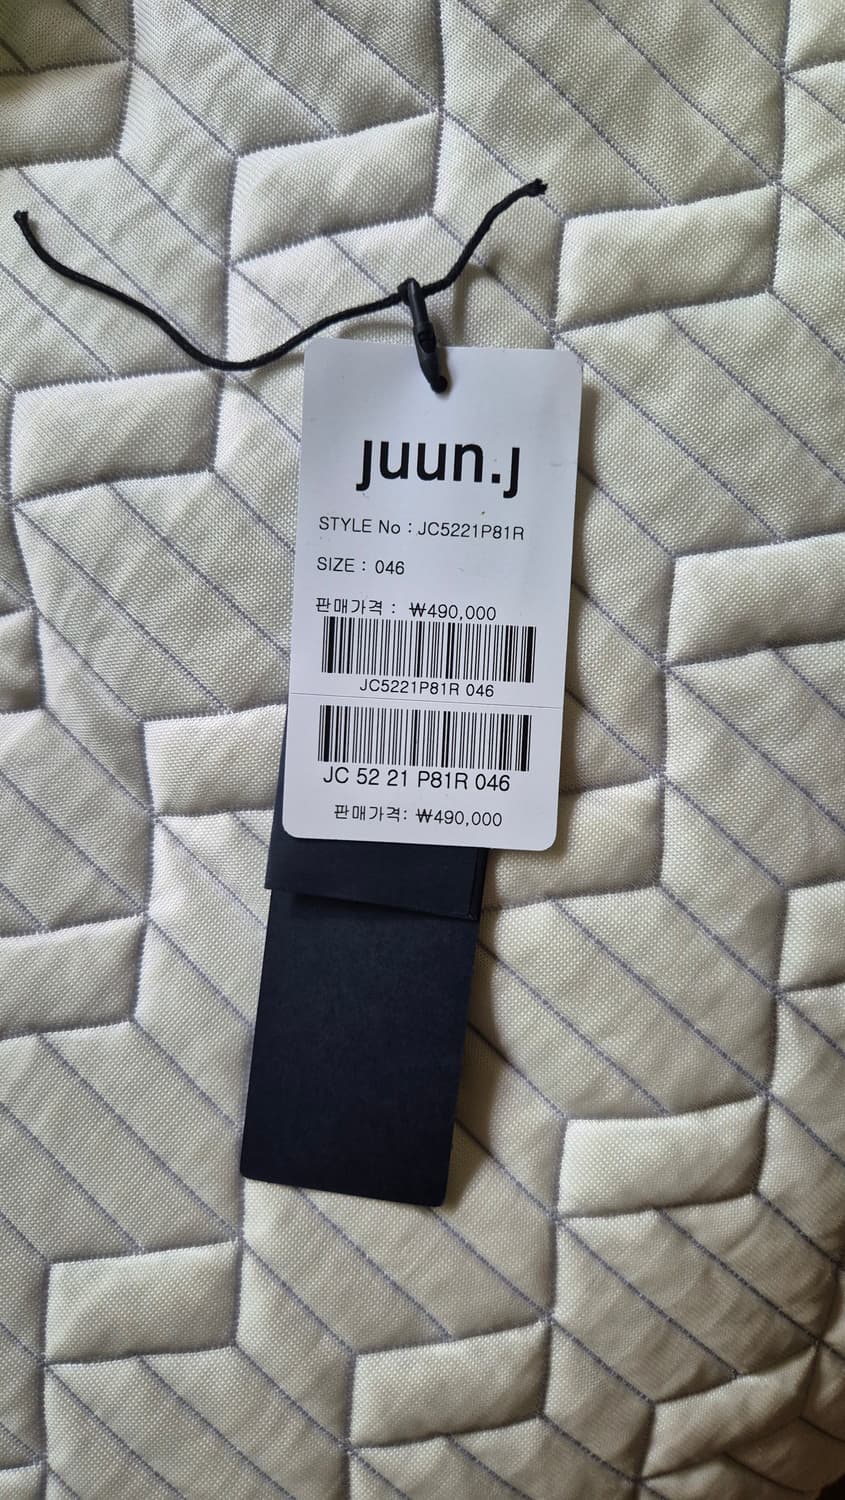 juun.j
STYLE No : JC5221P81R
SIZE : 046
판매가격 : ₩490,000
JC5221P81R 046
JC 52 21 P81R 046
판매가격: ₩490,000